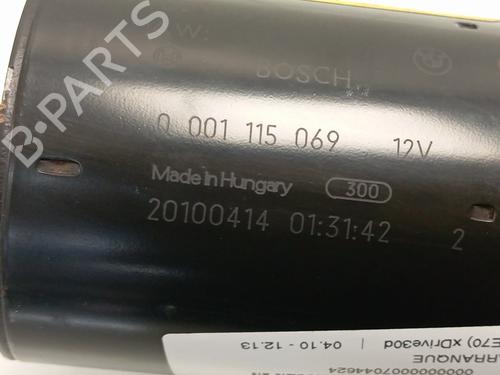 W:
BOSCH
0 001 115 069 12V
Made in Hungary 300
20100414 01:31:42 2
B-PARTS
E70) xDrive30d | 04.10 - 12.13
ARRANQUE
0000000007044624